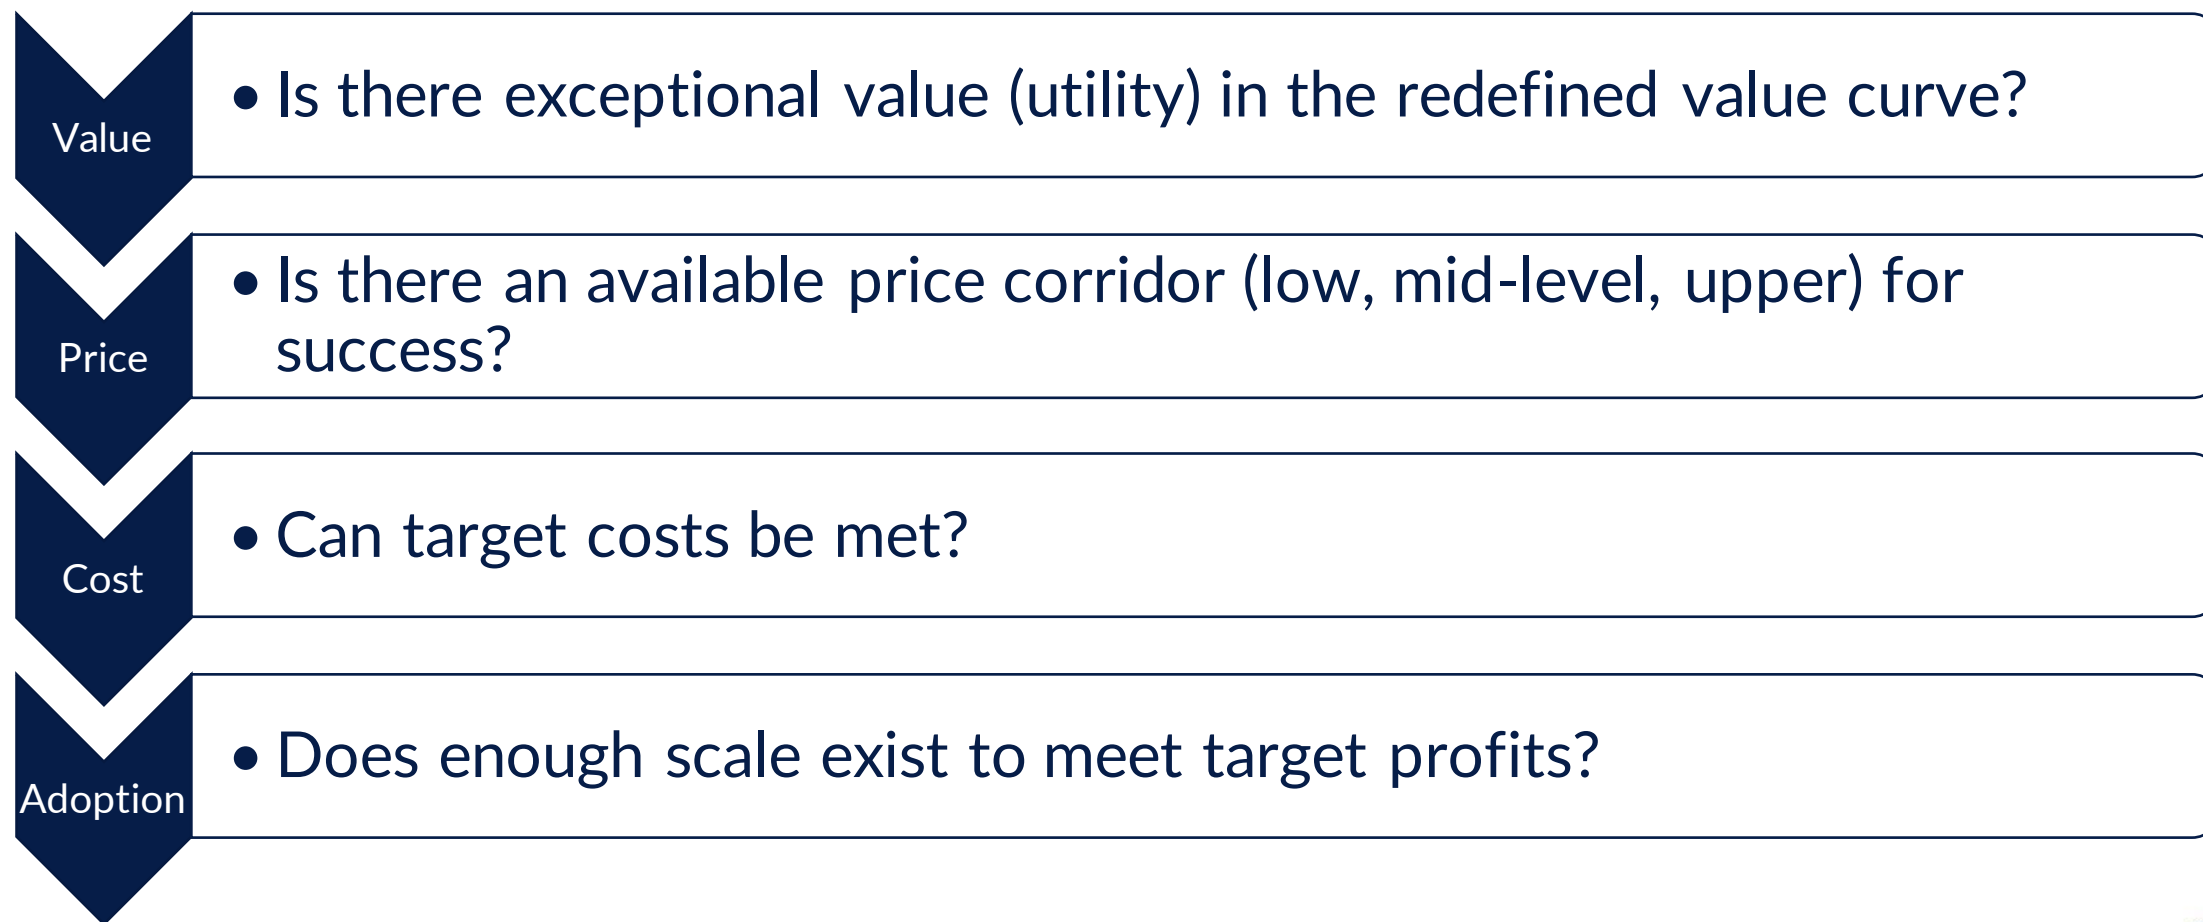 Value
• Is there exceptional value (utility) in the redefined value curve?
Price
• Is there an available price corridor (low, mid-level, upper) for
success?
Cost
• Can target costs be met?
Adoption
• Does enough scale exist to meet target profits?